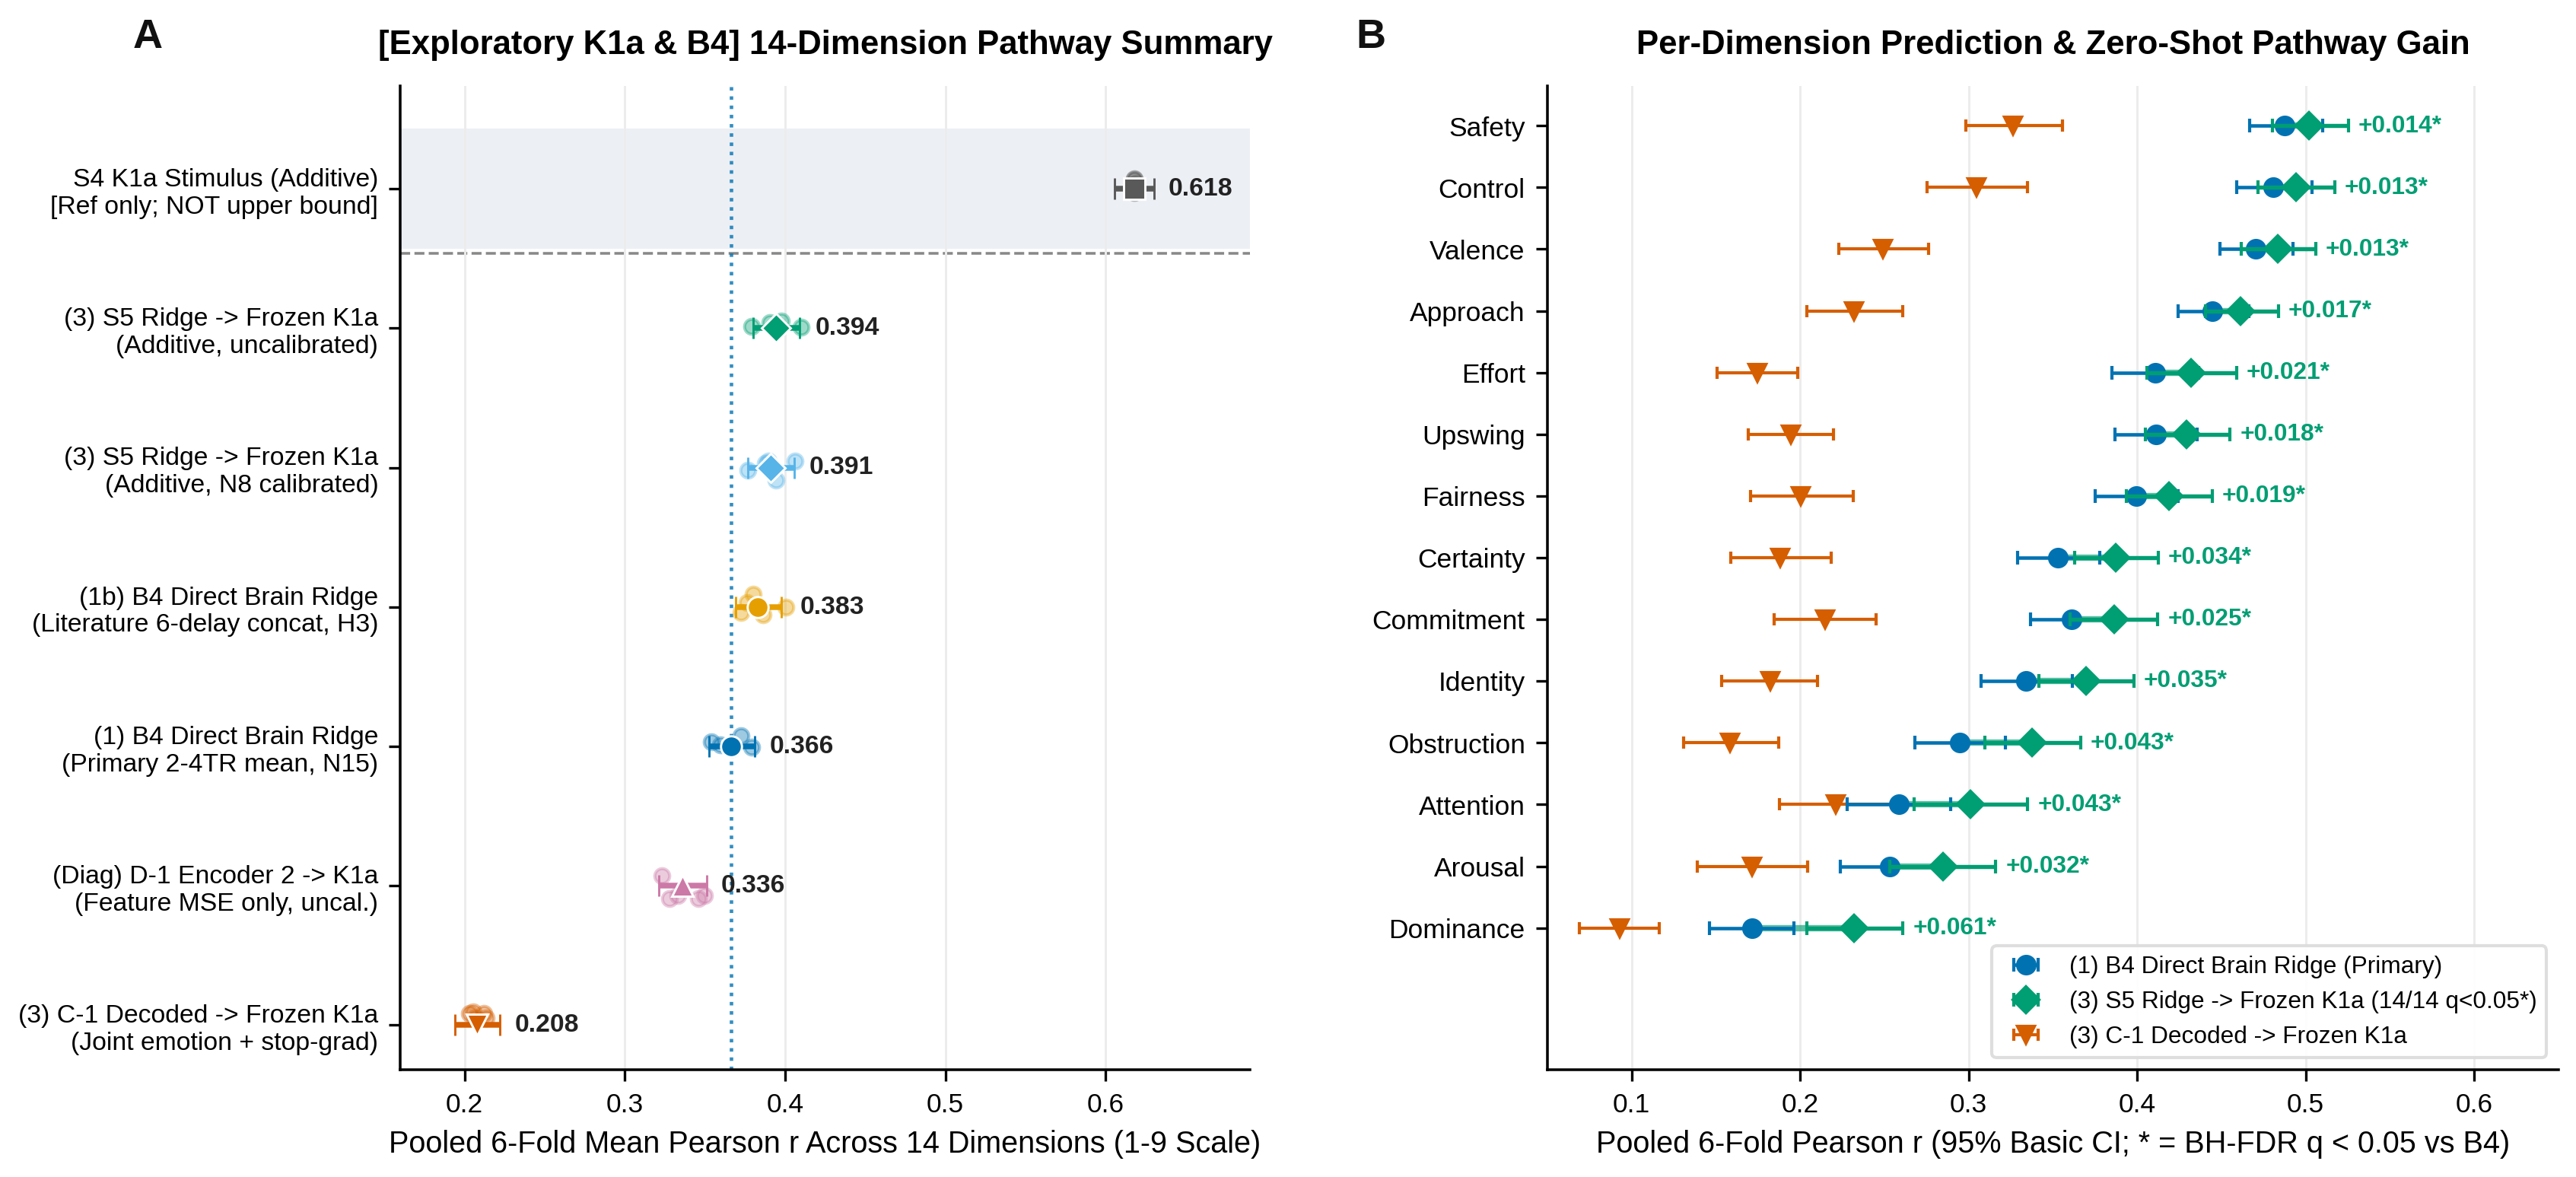 A
[Exploratory K1a & B4] 14-Dimension Pathway Summary
S4 K1a Stimulus (Additive)
[Ref only; NOT upper bound]
0.618
(3) S5 Ridge -> Frozen K1a
(Additive, uncalibrated)
0.394
(3) S5 Ridge -> Frozen K1a
(Additive, N8 calibrated)
0.391
(1b) B4 Direct Brain Ridge
(Literature 6-delay concat, H3)
0.383
(1) B4 Direct Brain Ridge
(Primary 2-4TR mean, N15)
0.366
(Diag) D-1 Encoder 2 -> K1a
(Feature MSE only, uncal.)
0.336
(3) C-1 Decoded -> Frozen K1a
(Joint emotion + stop-grad)
0.208
0.2 0.3 0.4 0.5 0.6
Pooled 6-Fold Mean Pearson r Across 14 Dimensions (1-9 Scale)
B
Per-Dimension Prediction & Zero-Shot Pathway Gain
Safety +0.014*
Control +0.013*
Valence +0.013*
Approach +0.017*
Effort +0.021*
Upswing +0.018*
Fairness +0.019*
Certainty +0.034*
Commitment +0.025*
Identity +0.035*
Obstruction +0.043*
Attention +0.043*
Arousal +0.032*
Dominance +0.061*
(1) B4 Direct Brain Ridge (Primary)
(3) S5 Ridge -> Frozen K1a (14/14 q<0.05*)
(3) C-1 Decoded -> Frozen K1a
0.1 0.2 0.3 0.4 0.5 0.6
Pooled 6-Fold Pearson r (95% Basic CI; * = BH-FDR q < 0.05 vs B4)